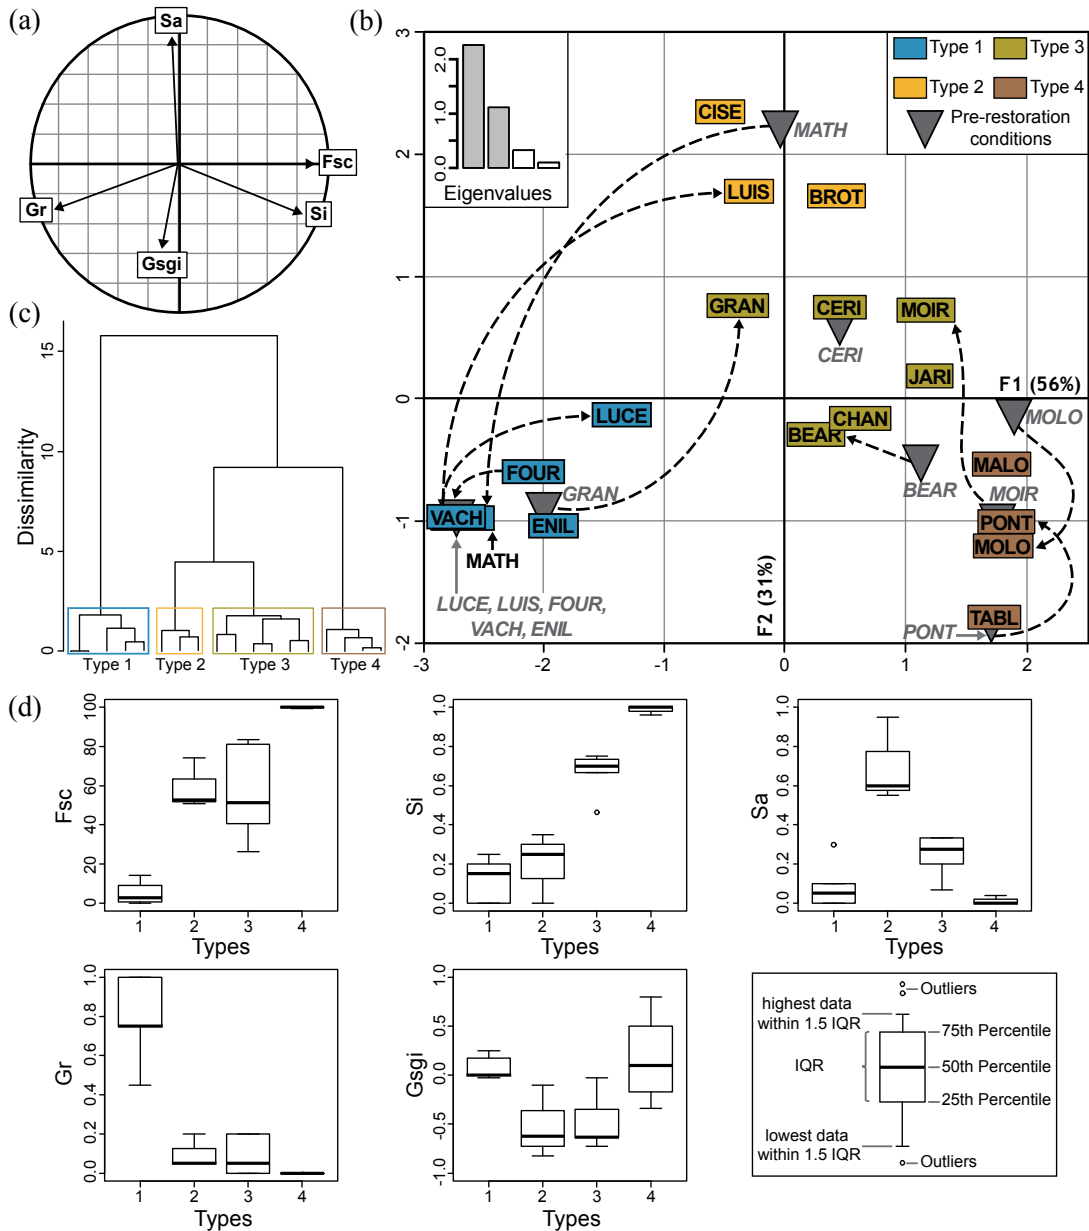 (a)
Sa
Fsc
Gr
Si
Gsgi
(b)
3
2
1
0
-1
-2
-3
-2
-1
0
1
2
2.0
1.0
0.0
Eigenvalues
Type 1
Type 3
Type 2
Type 4
Pre-restoration
conditions
CISE
MATH
LUIS
BROT
GRAN
CERI
MOIR
CERI
JARI
F1 (56%)
MOLO
LUCE
CHAN
BEAR
FOUR
MALO
BEAR
GRAN
MOIR
VACH
ENIL
PONT
MATH
MOLO
LUCE, LUIS, FOUR,
VACH, ENIL
F2 (31%)
TABL
PONT
(c)
Dissimilarity
15
10
5
0
Type 1
Type 2
Type 3
Type 4
(d)
Fsc
100
80
60
40
20
0
1 2 3 4
Types
Si
1.0
0.8
0.6
0.4
0.2
0.0
1 2 3 4
Types
Sa
1.0
0.8
0.6
0.4
0.2
0.0
1 2 3 4
Types
Gr
1.0
0.8
0.6
0.4
0.2
0.0
1 2 3 4
Types
Gsgi
1.0
0.5
0.0
-0.5
-1.0
1 2 3 4
Types
Outliers
highest data
within 1.5 IQR
75th Percentile
IQR
50th Percentile
25th Percentile
lowest data
within 1.5 IQR
Outliers